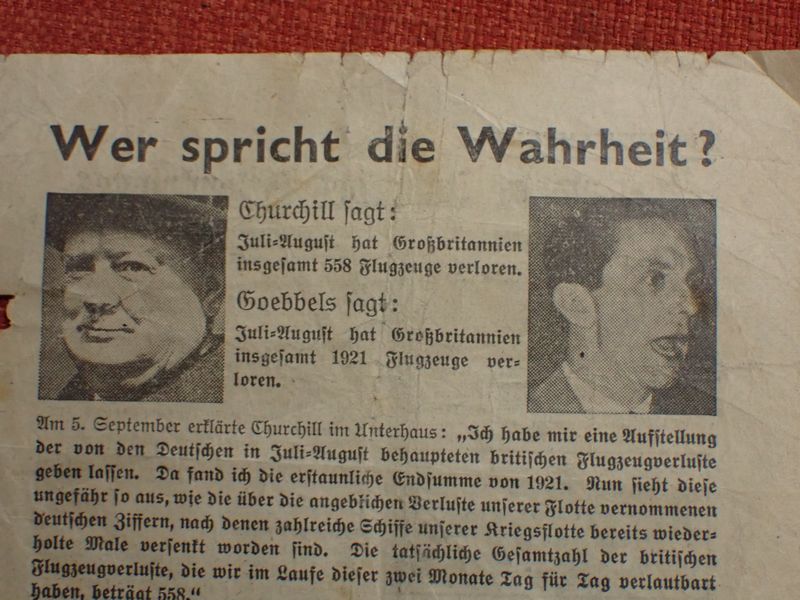 Wer spricht die Wahrheit?
Churchill sagt:
Juli-August hat Großbritannien
insgesamt 558 Flugzeuge verloren.
Goebbels sagt:
Juli-August hat Großbritannien
insgesamt 1921 Flugzeuge ver-
loren.
Am 5. September erklärte Churchill im Unterhaus: „Ich habe mir eine Aufstellung
der von den Deutschen in Juli-August behaupteten britischen Flugzeugverluste
geben lassen. Da fand ich die erstaunliche Endsumme von 1921. Nun sieht diese
ungefähr so aus, wie die über die angeblichen Verluste unserer Flotte vernommenen
deutschen Ziffern, nach denen zahlreiche Schiffe unserer Kriegsflotte bereits wieder-
holte Male versenkt worden sind. Die tatsächliche Gesamtzahl der britischen
Flugzeugverluste, die wir im Laufe dieser zwei Monate Tag für Tag verlautbart
haben, beträgt 558.“